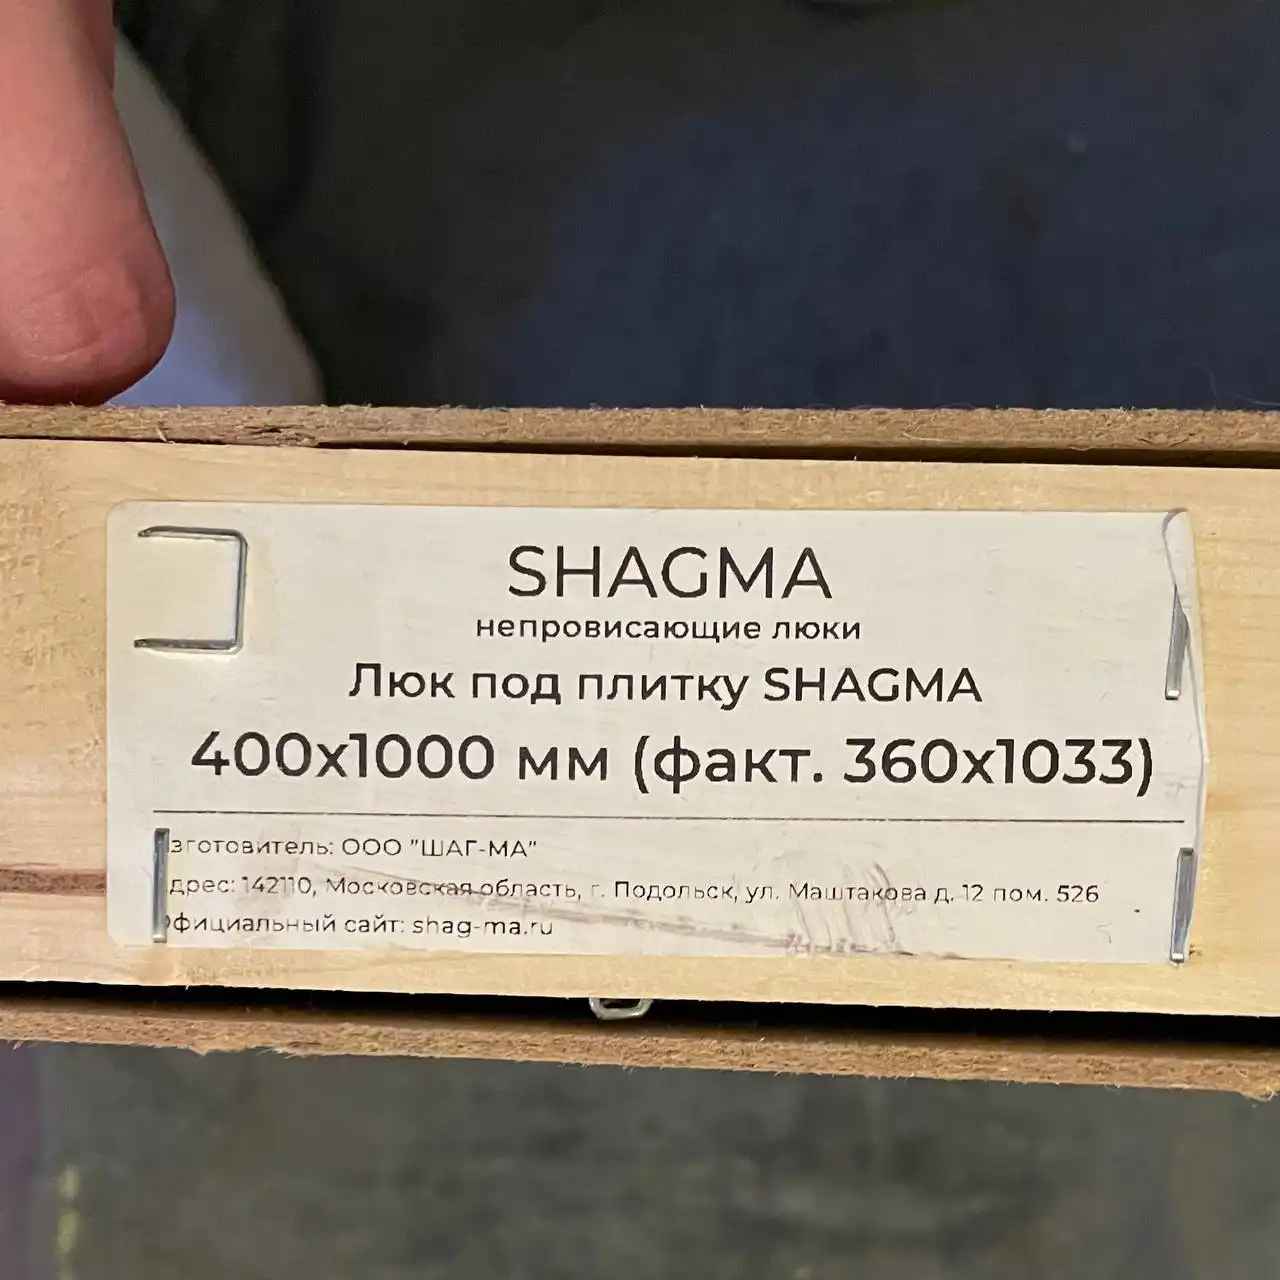 SHAGMA
непровисающие люки
Люк под плитку SHAGMA
400x1000 мм (факт. 360x1033)
зготовитель: ООО "ШАГ-МА"
дрес: 142110, Московская область, г. Подольск, ул. Маштакова д. 12 пом. 526
фициальный сайт: shag-ma.ru